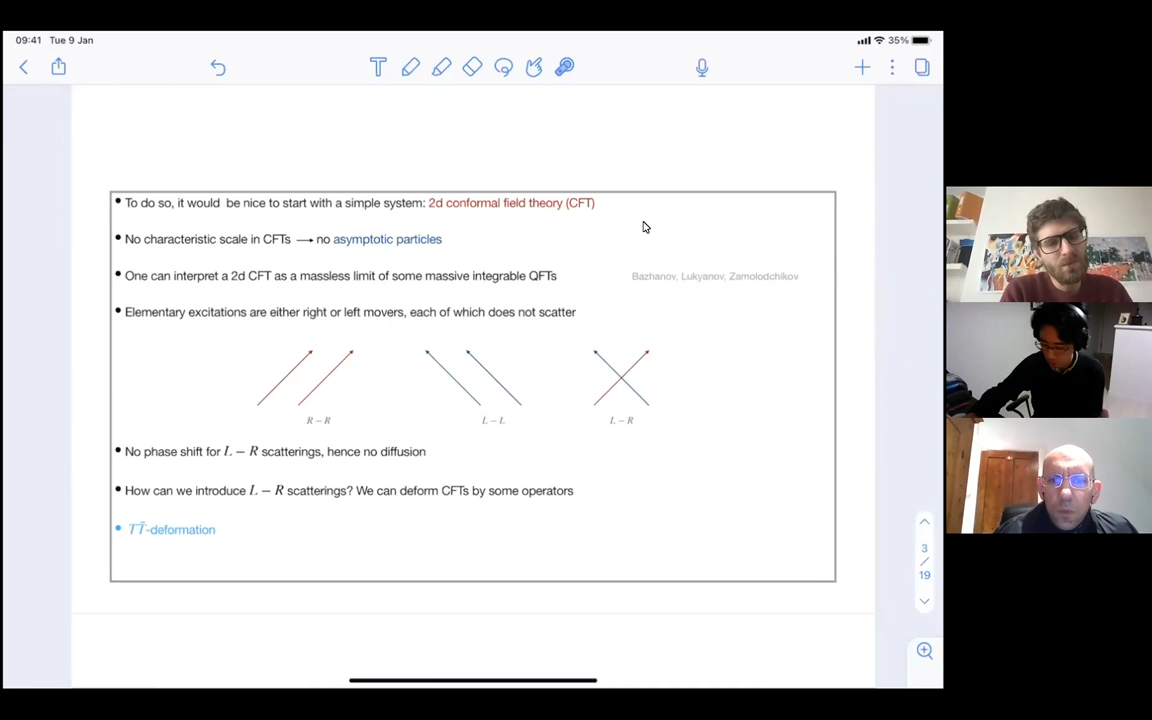 09:41 Tue 9 Jan
35%
• To do so, it would be nice to start with a simple system: 2d conformal field theory (CFT)
• No characteristic scale in CFTs ⟶ no asymptotic particles
• One can interpret a 2d CFT as a massless limit of some massive integrable QFTs
Bazhanov, Lukyanov, Zamolodchikov
• Elementary excitations are either right or left movers, each of which does not scatter
R − R
L − L
L − R
• No phase shift for L − R scatterings, hence no diffusion
• How can we introduce L − R scatterings? We can deform CFTs by some operators
• TT̄-deformation
3
/
19